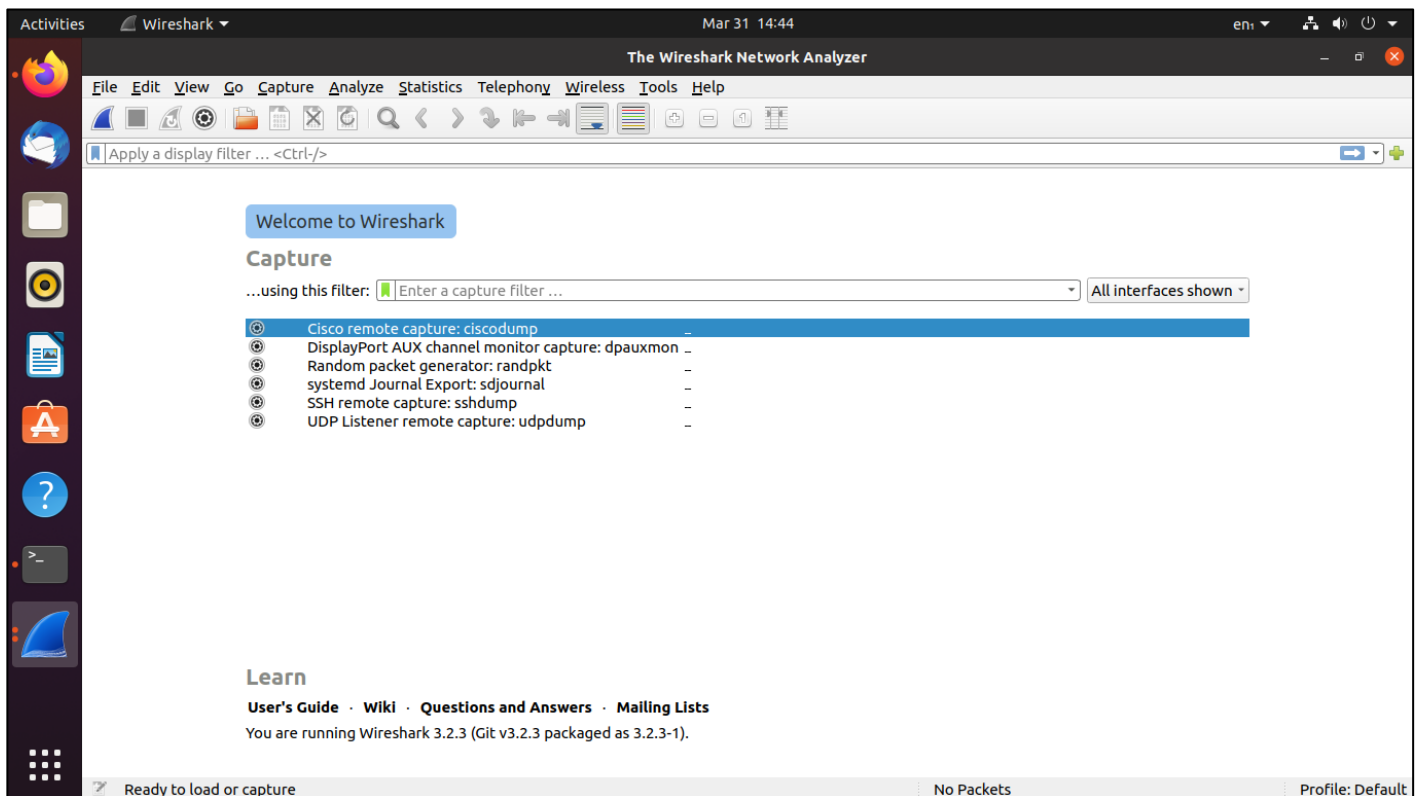 Activities Wireshark Mar 31 14:44 en₁
The Wireshark Network Analyzer
File Edit View Go Capture Analyze Statistics Telephony Wireless Tools Help
Apply a display filter … <Ctrl-/>
Welcome to Wireshark
Capture
…using this filter: Enter a capture filter … All interfaces shown
Cisco remote capture: ciscodump
DisplayPort AUX channel monitor capture: dpauxmon
Random packet generator: randpkt
systemd Journal Export: sdjournal
SSH remote capture: sshdump
UDP Listener remote capture: udpdump
Learn
User's Guide · Wiki · Questions and Answers · Mailing Lists
You are running Wireshark 3.2.3 (Git v3.2.3 packaged as 3.2.3-1).
Ready to load or capture No Packets Profile: Default